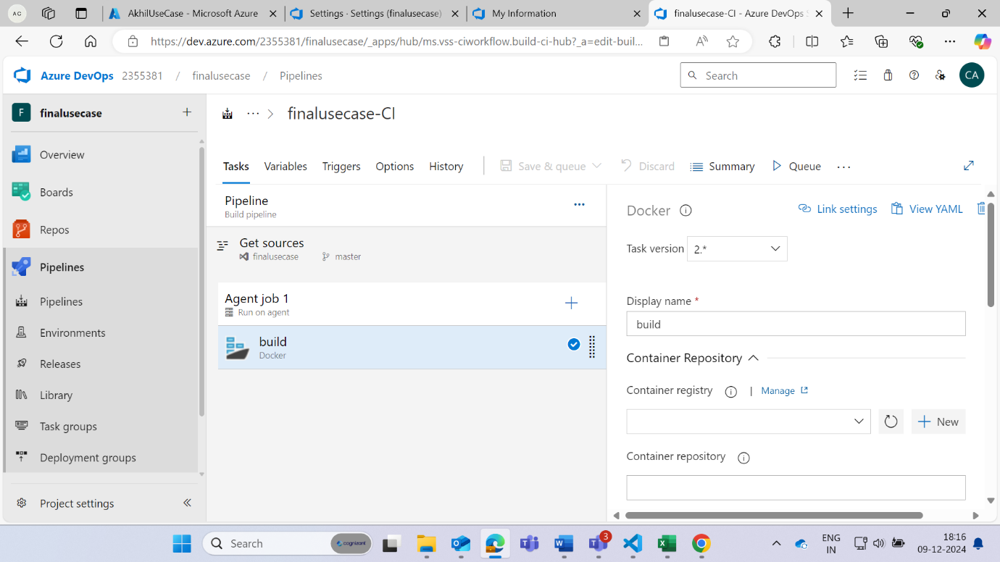 A C
AkhilUseCase - Microsoft Azure
Settings · Settings (finalusecase)
My Information
finalusecase-CI - Azure DevOps S
https://dev.azure.com/2355381/finalusecase/_apps/hub/ms.vss-ciworkflow.build-ci-hub?_a=edit-buil...
Azure DevOps 2355381 / finalusecase / Pipelines
Search
CA
F finalusecase
Overview
Boards
Repos
Pipelines
Pipelines
Environments
Releases
Library
Task groups
Deployment groups
Project settings
··· > finalusecase-CI
Tasks Variables Triggers Options History Save & queue Discard Summary Queue ···
Pipeline
Build pipeline
Get sources
finalusecase master
Agent job 1
Run on agent
build
Docker
Docker Link settings View YAML
Task version 2.*
Display name *
build
Container Repository
Container registry | Manage
New
Container repository
Search cognizant
3
ENG
IN
18:16
09-12-2024